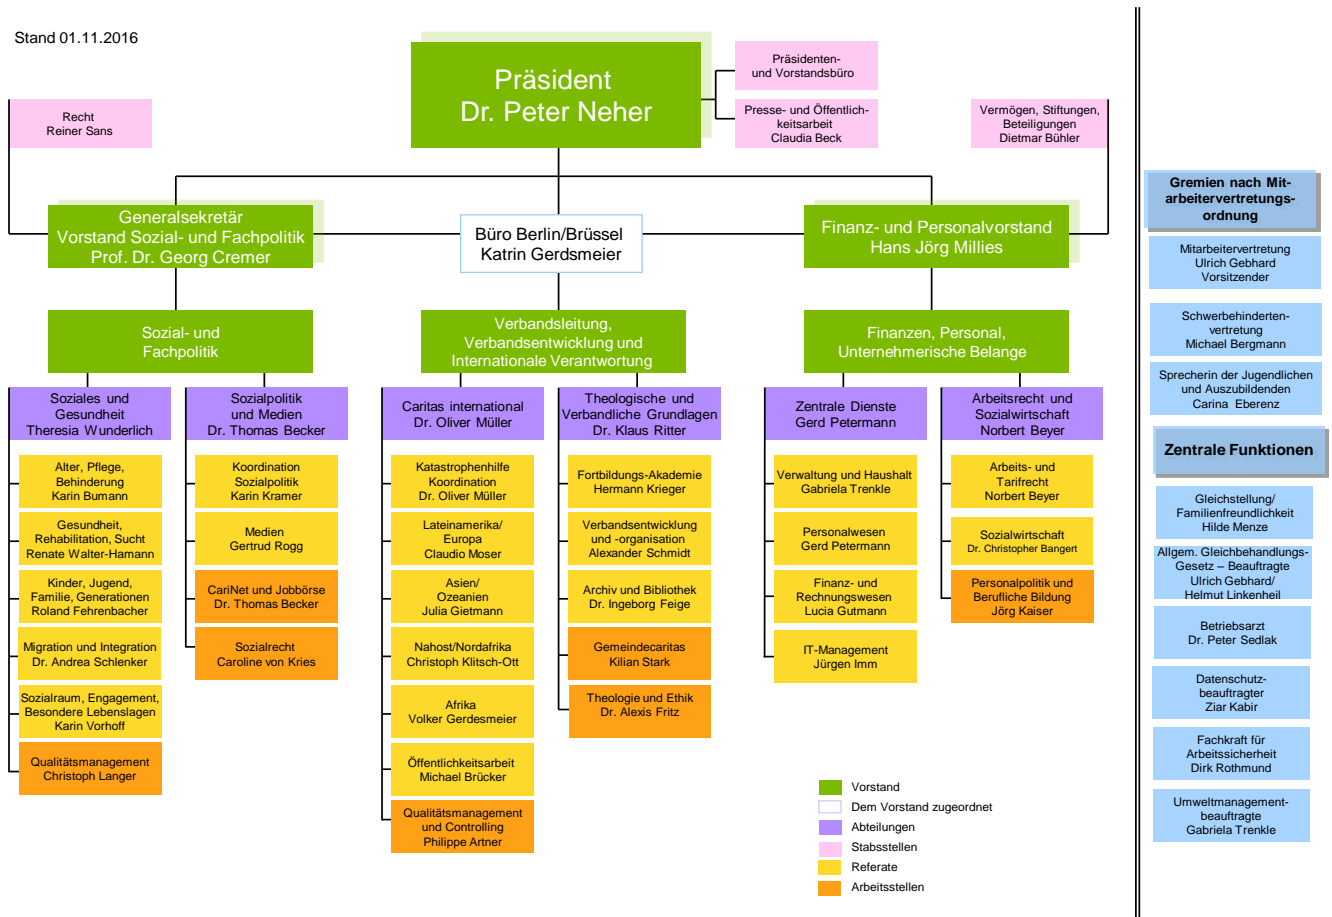 Stand 01.11.2016
Präsident
Dr. Peter Neher
Präsidenten-
und Vorstandsbüro
Presse- und Öffentlich-
keitsarbeit
Claudia Beck
Recht
Reiner Sans
Vermögen, Stiftungen,
Beteiligungen
Dietmar Bühler
Generalsekretär
Vorstand Sozial- und Fachpolitik
Prof. Dr. Georg Cremer
Büro Berlin/Brüssel
Katrin Gerdsmeier
Finanz- und Personalvorstand
Hans Jörg Millies
Sozial- und
Fachpolitik
Verbandsleitung,
Verbandsentwicklung und
Internationale Verantwortung
Finanzen, Personal,
Unternehmerische Belange
Soziales und
Gesundheit
Theresia Wunderlich
Alter, Pflege,
Behinderung
Karin Bumann
Gesundheit,
Rehabilitation, Sucht
Renate Walter-Hamann
Kinder, Jugend,
Familie, Generationen
Roland Fehrenbacher
Migration und Integration
Dr. Andrea Schlenker
Sozialraum, Engagement,
Besondere Lebenslagen
Karin Vorhoff
Qualitätsmanagement
Christoph Langer
Sozialpolitik
und Medien
Dr. Thomas Becker
Koordination
Sozialpolitik
Karin Kramer
Medien
Gertrud Rogg
CariNet und Jobbörse
Dr. Thomas Becker
Sozialrecht
Caroline von Kries
Caritas international
Dr. Oliver Müller
Katastrophenhilfe
Koordination
Dr. Oliver Müller
Lateinamerika/
Europa
Claudio Moser
Asien/
Ozeanien
Julia Gietmann
Nahost/Nordafrika
Christoph Klitsch-Ott
Afrika
Volker Gerdesmeier
Öffentlichkeitsarbeit
Michael Brücker
Qualitätsmanagement
und Controlling
Philippe Artner
Theologische und
Verbandliche Grundlagen
Dr. Klaus Ritter
Fortbildungs-Akademie
Hermann Krieger
Verbandsentwicklung
und -organisation
Alexander Schmidt
Archiv und Bibliothek
Dr. Ingeborg Feige
Gemeindecaritas
Kilian Stark
Theologie und Ethik
Dr. Alexis Fritz
Zentrale Dienste
Gerd Petermann
Verwaltung und Haushalt
Gabriela Trenkle
Personalwesen
Gerd Petermann
Finanz- und
Rechnungswesen
Lucia Gutmann
IT-Management
Jürgen Imm
Arbeitsrecht und
Sozialwirtschaft
Norbert Beyer
Arbeits- und
Tarifrecht
Norbert Beyer
Sozialwirtschaft
Dr. Christopher Bangert
Personalpolitik und
Berufliche Bildung
Jörg Kaiser
Vorstand
Dem Vorstand zugeordnet
Abteilungen
Stabsstellen
Referate
Arbeitsstellen
Gremien nach Mit-
arbeitervertretungs-
ordnung
Mitarbeitervertretung
Ulrich Gebhard
Vorsitzender
Schwerbehinderten-
vertretung
Michael Bergmann
Sprecherin der Jugendlichen
und Auszubildenden
Carina Eberenz
Zentrale Funktionen
Gleichstellung/
Familienfreundlichkeit
Hilde Menze
Allgem. Gleichbehandlungs-
Gesetz – Beauftragte
Ulrich Gebhard/
Helmut Linkenheil
Betriebsarzt
Dr. Peter Sedlak
Datenschutz-
beauftragter
Ziar Kabir
Fachkraft für
Arbeitssicherheit
Dirk Rothmund
Umweltmanagement-
beauftragte
Gabriela Trenkle